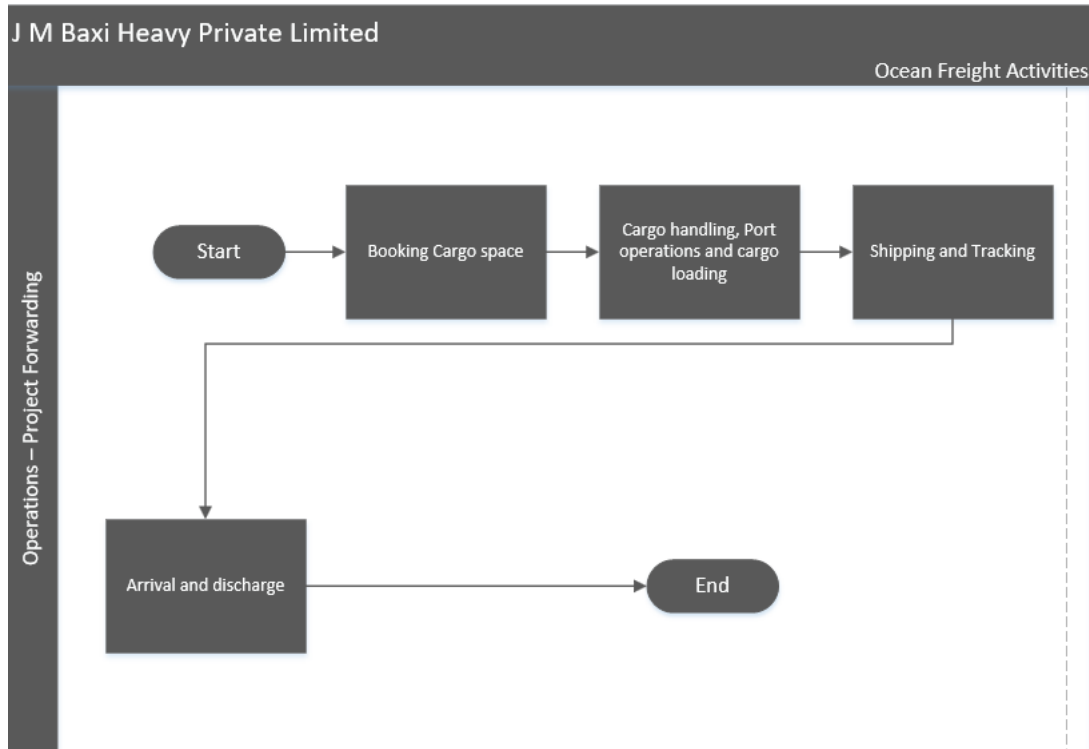 J M Baxi Heavy Private Limited
Ocean Freight Activities
Operations – Project Forwarding
Start
Booking Cargo space
Cargo handling, Port
operations and cargo
loading
Shipping and Tracking
Arrival and discharge
End